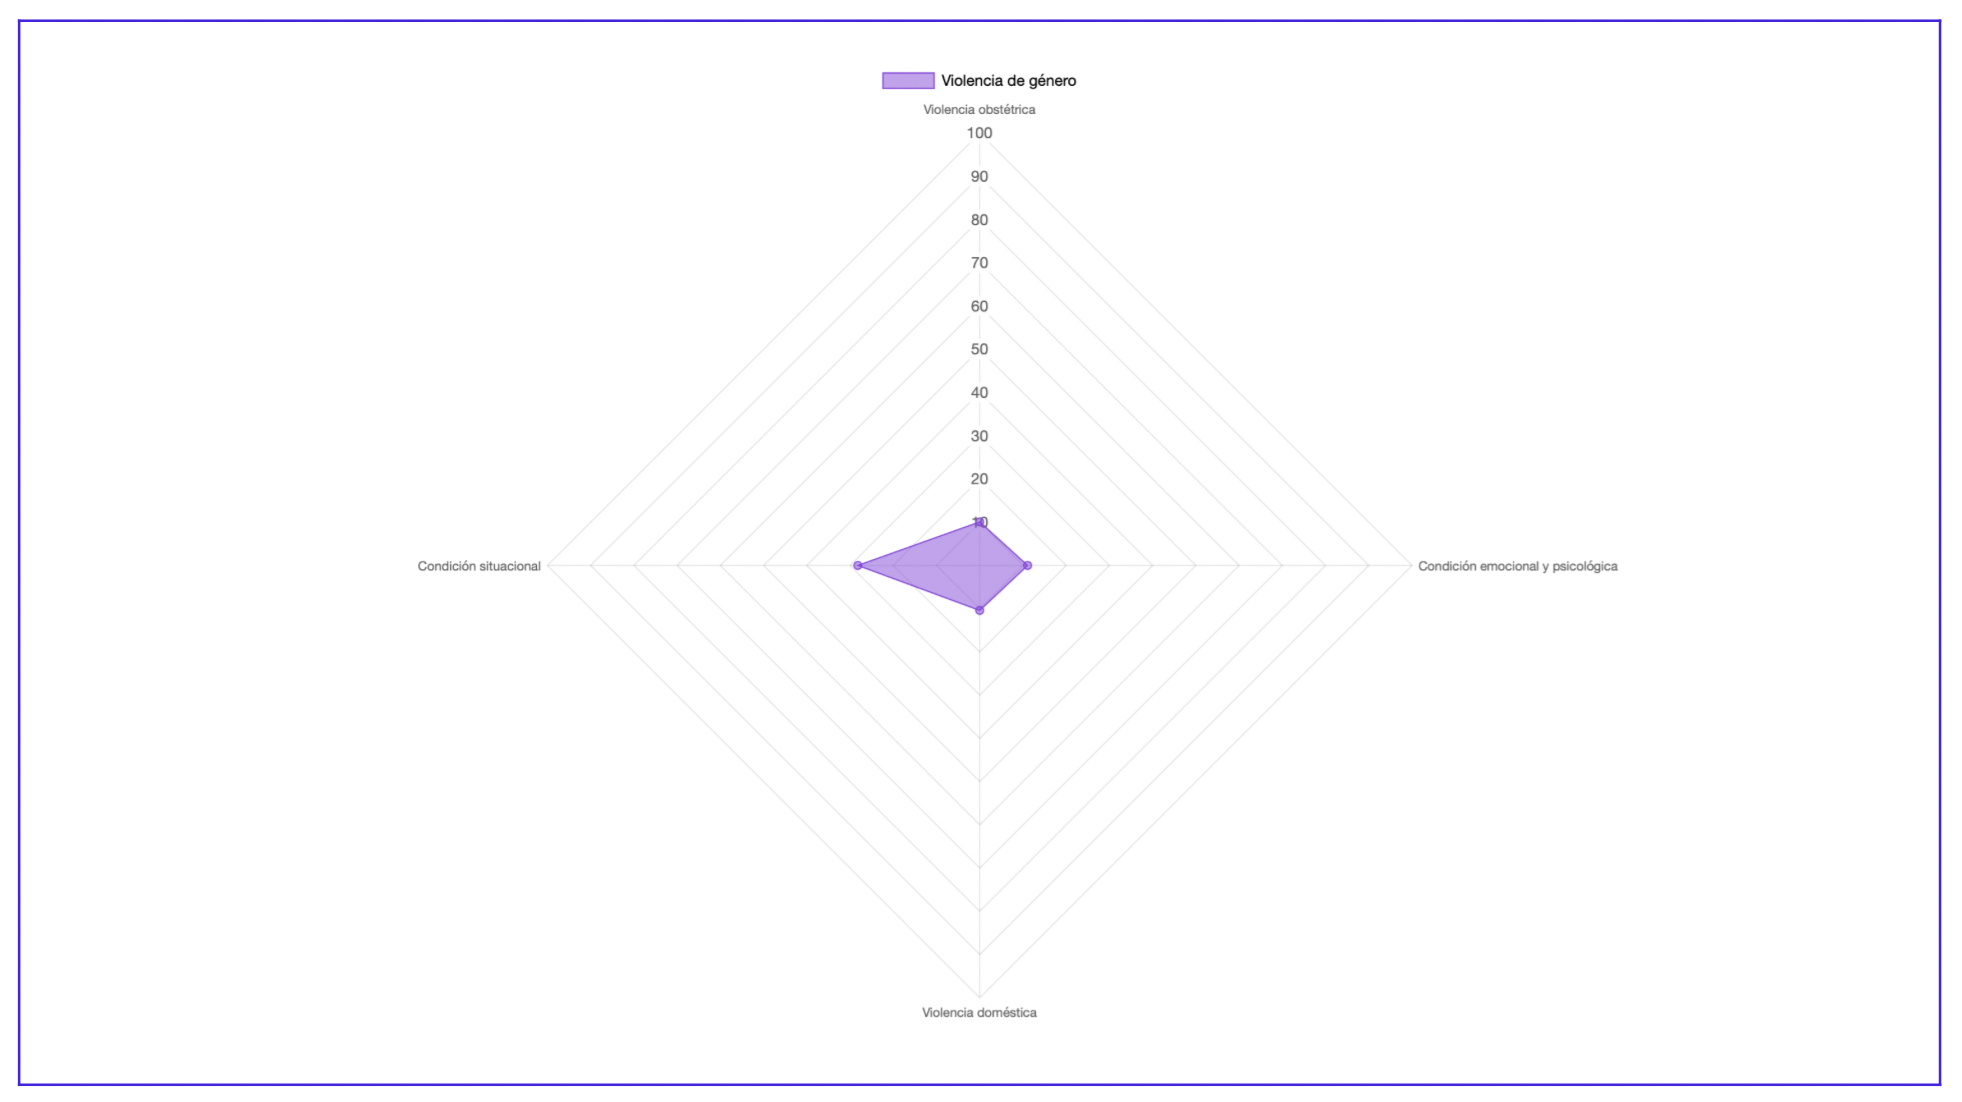 Violencia de género
Violencia obstétrica
100
90
80
70
60
50
40
30
20
10
Condición situacional
Condición emocional y psicológica
Violencia doméstica